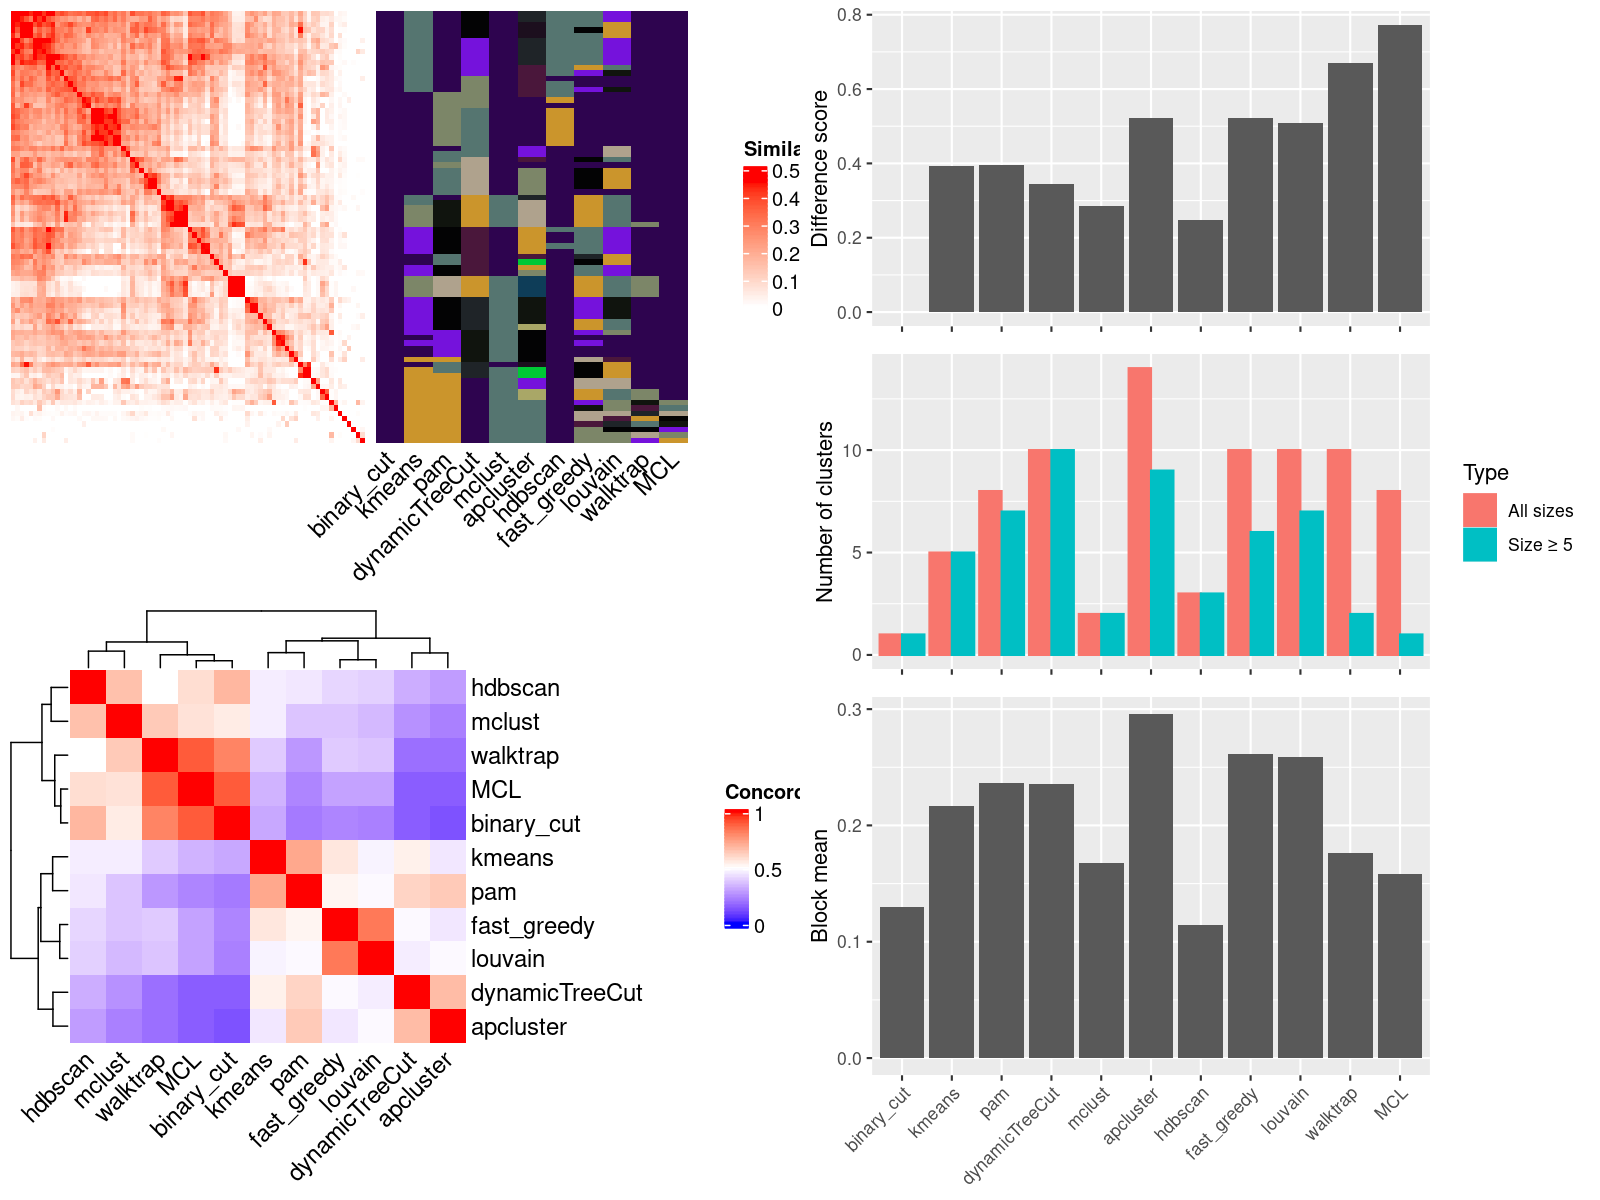 Simila
0.5
0.4
0.3
0.2
0.1
0
binary_cut
kmeans
pam
dynamicTreeCut
mclust
apcluster
hdbscan
fast_greedy
louvain
walktrap
MCL
hdbscan
mclust
walktrap
MCL
binary_cut
kmeans
pam
fast_greedy
louvain
dynamicTreeCut
apcluster
hdbscan
mclust
walktrap
MCL
binary_cut
kmeans
pam
fast_greedy
louvain
dynamicTreeCut
apcluster
Concord
1
0.5
0
Difference score
0.8
0.6
0.4
0.2
0.0
Number of clusters
10
5
0
Type
All sizes
Size ≥ 5
Block mean
0.3
0.2
0.1
0.0
binary_cut
kmeans
pam
dynamicTreeCut
mclust
apcluster
hdbscan
fast_greedy
louvain
walktrap
MCL